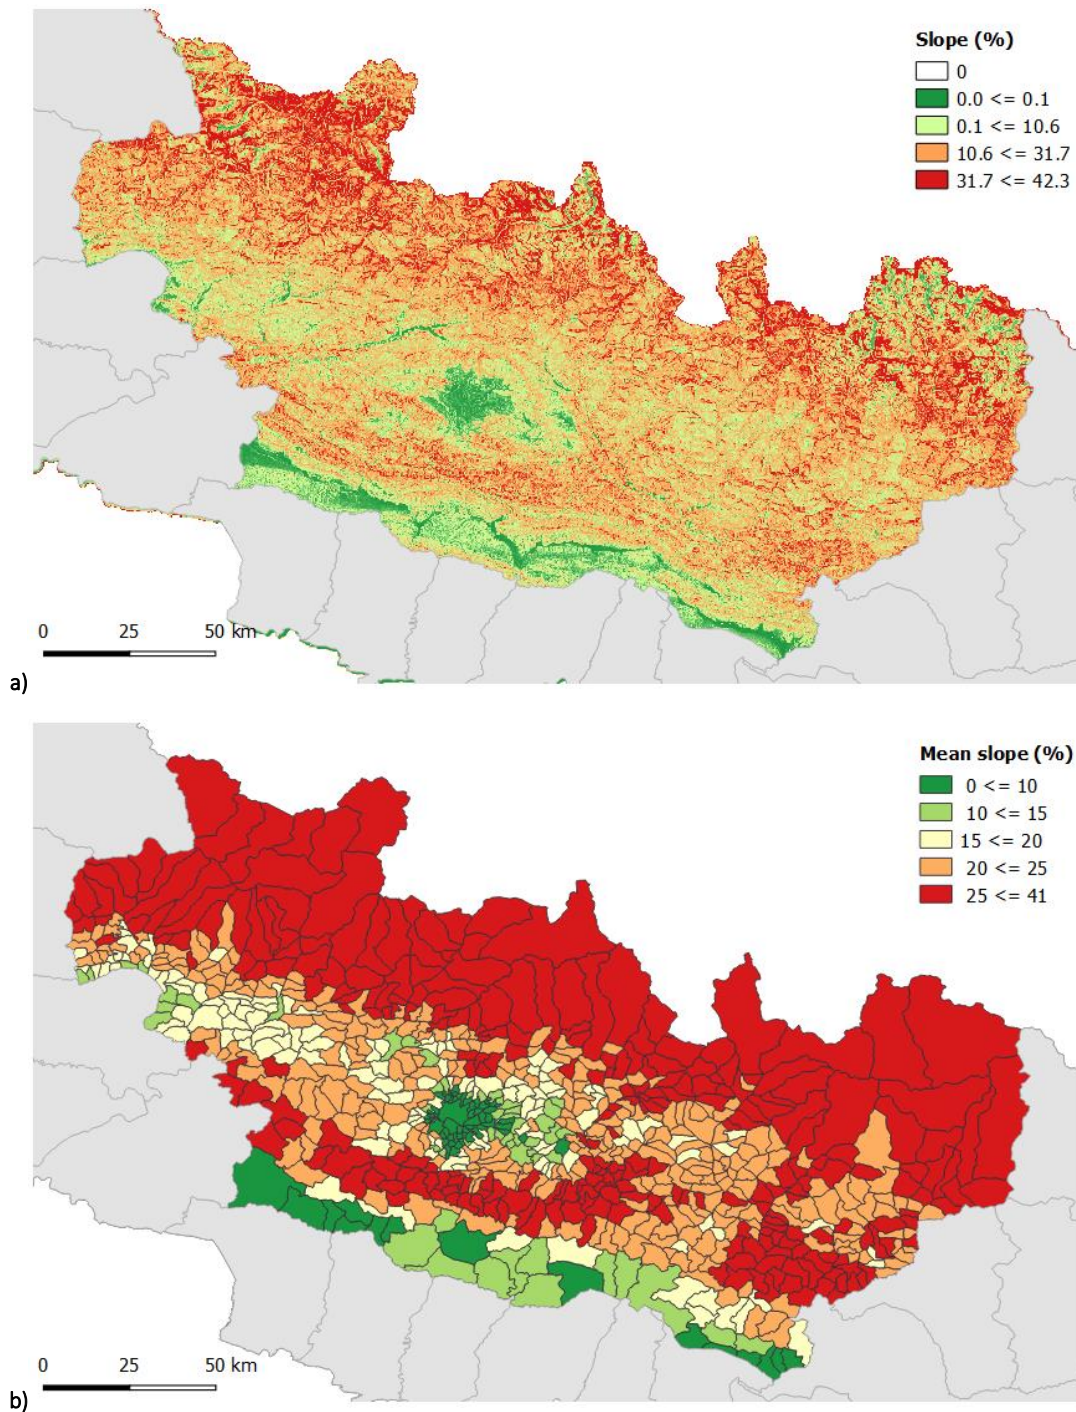 Slope (%)
0
0.0 <= 0.1
0.1 <= 10.6
10.6 <= 31.7
31.7 <= 42.3
0 25 50 km
a)
Mean slope (%)
0 <= 10
10 <= 15
15 <= 20
20 <= 25
25 <= 41
0 25 50 km
b)